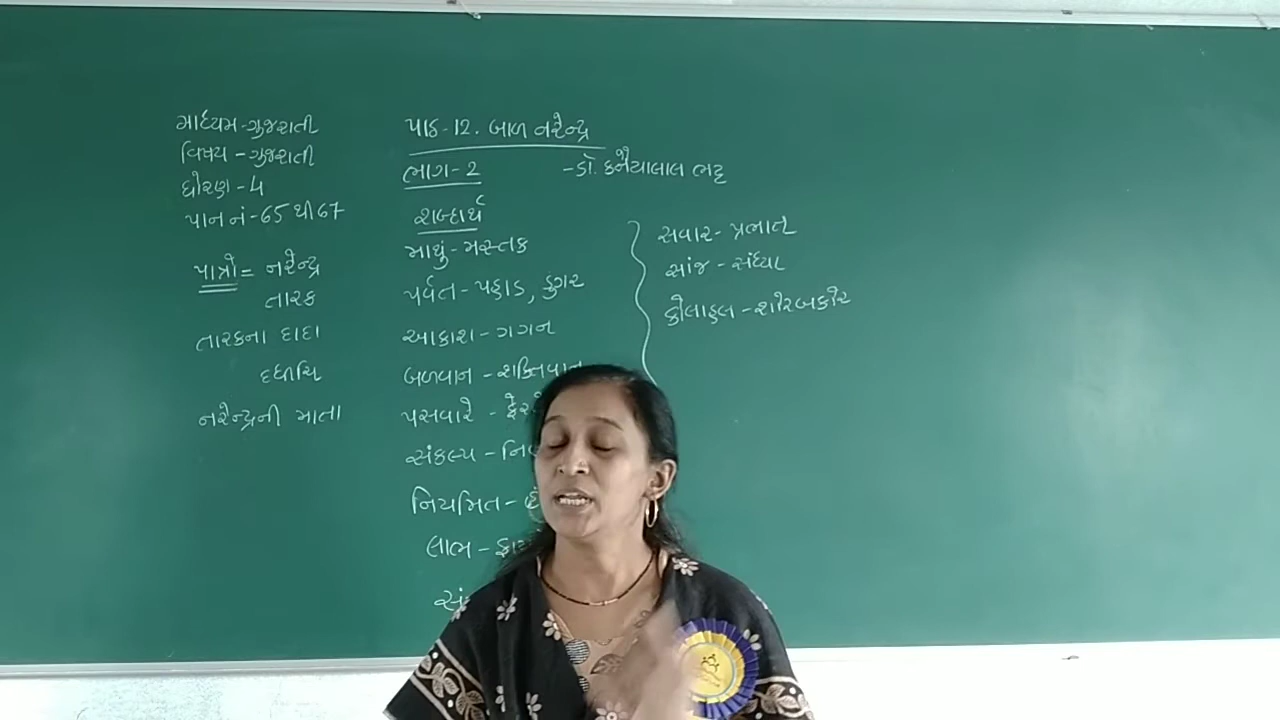 માધ્યમ-ગુજરાતી
વિષય-ગુજરાતી
ધોરણ-4
પાન નં-65 થી 67
પાત્રો = નરેન્દ્ર
તારક
તારકના દાદા
દધીચિ
નરેન્દ્રની માતા
પાઠ-12. બાળ નરેન્દ્ર
ભાગ-2
-ડૉ. કનૈયાલાલ ભટ્ટ
શબ્દાર્થ
માથું-મસ્તક
પર્વત-પહાડ, ડુંગર
આકાશ-ગગન
બળવાન-શક્તિવાન
પસવારે -
સંકલ્પ -
નિયમિત -
લાભ -
સવાર-પ્રભાત
સાંજ-સંધ્યા
કોલાહલ-શોરબકોર